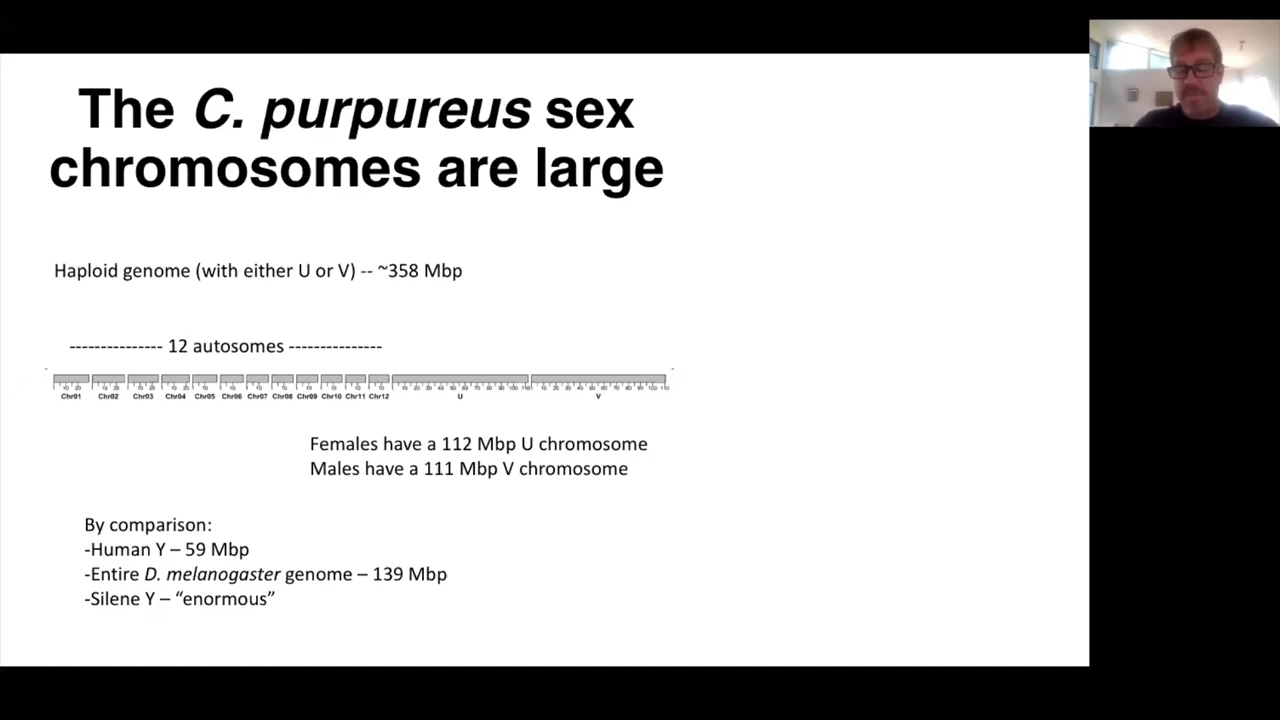 The C. purpureus sex
chromosomes are large
Haploid genome (with either U or V) -- ~358 Mbp
--------------- 12 autosomes ---------------
Chr01 Chr02 Chr03 Chr04 Chr05 Chr06 Chr07 Chr08 Chr09 Chr10 Chr11 Chr12 U V
Females have a 112 Mbp U chromosome
Males have a 111 Mbp V chromosome
By comparison:
-Human Y – 59 Mbp
-Entire D. melanogaster genome – 139 Mbp
-Silene Y – “enormous”